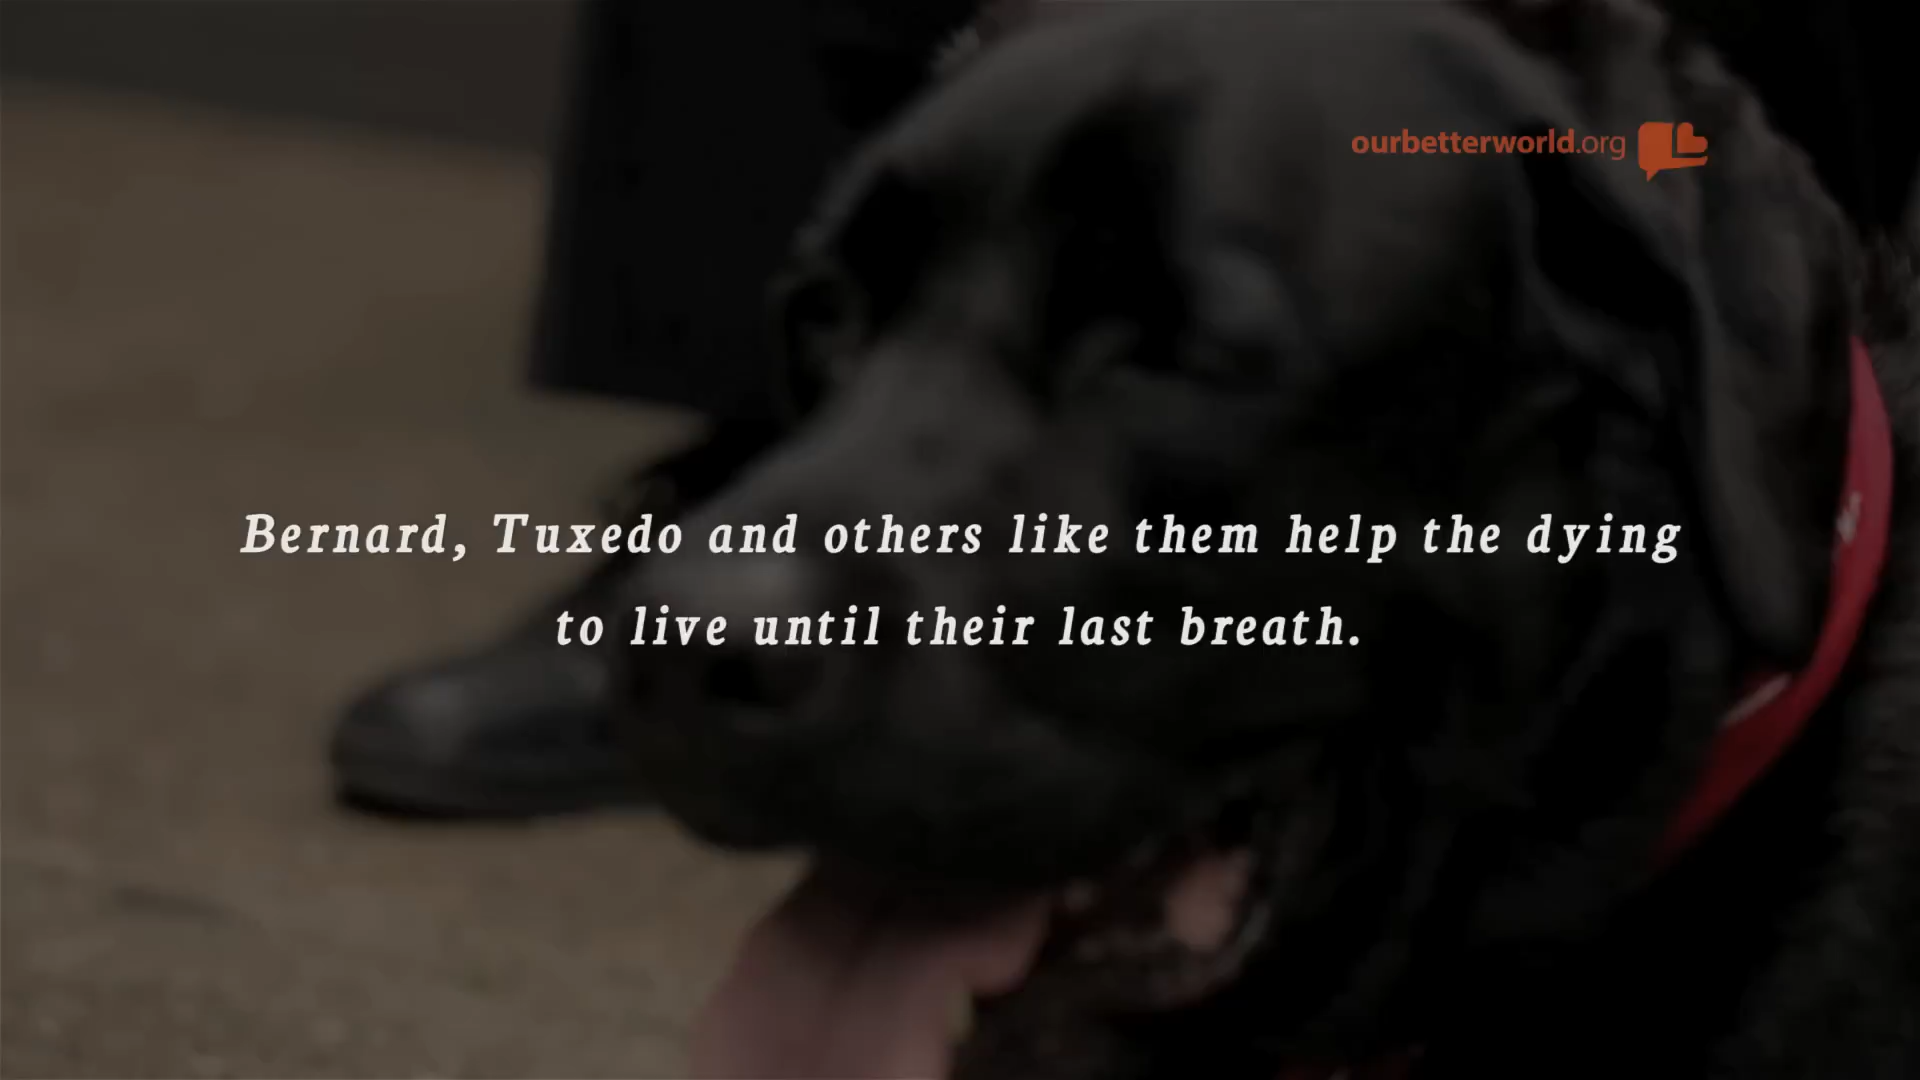 ourbetterworld.org
Bernard, Tuxedo and others like them help the dying
to live until their last breath.